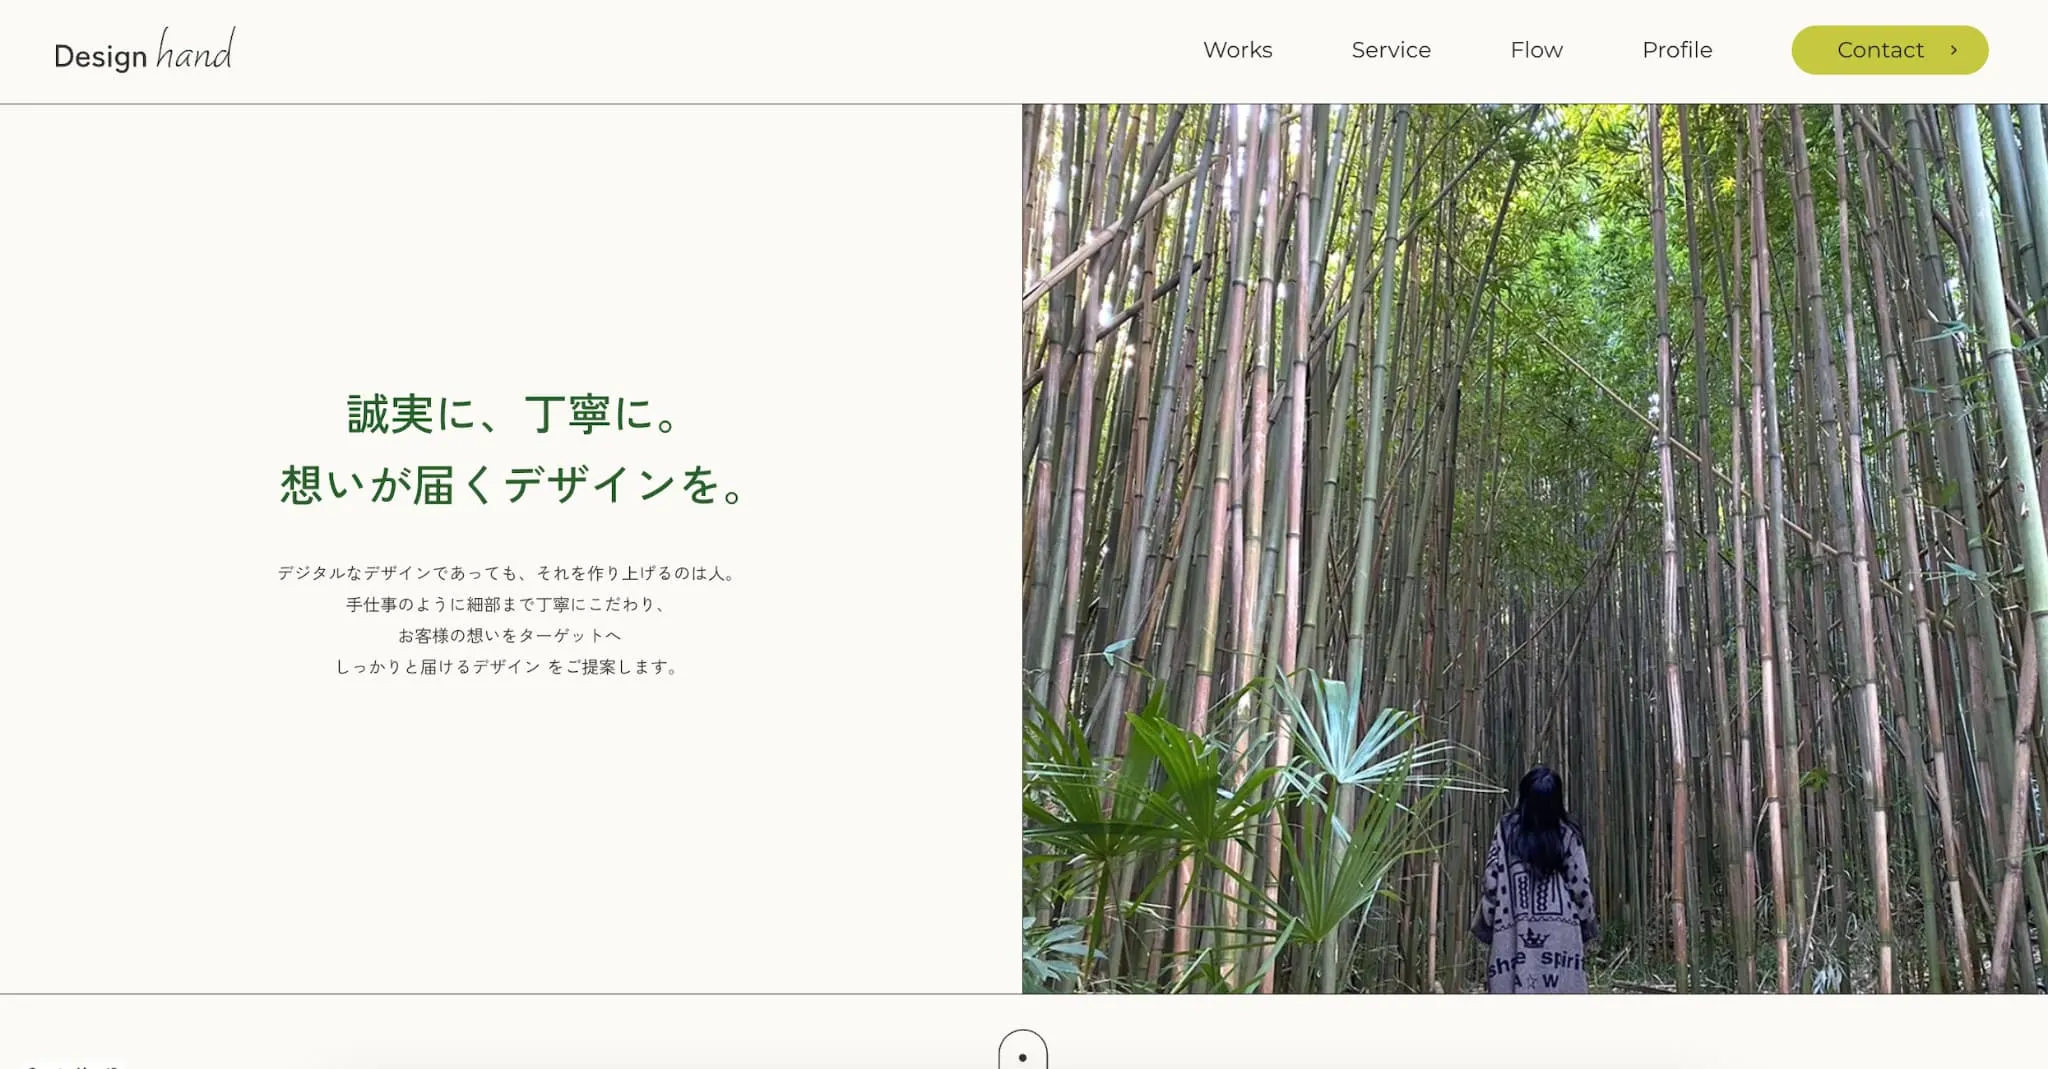 Design hand
Works
Service
Flow
Profile
Contact
誠実に、丁寧に。
想いが届くデザインを。
デジタルなデザインであっても、それを作り上げるのは人。
手仕事のように細部まで丁寧にこだわり、
お客様の想いをターゲットへ
しっかりと届けるデザイン をご提案します。
spirit
A☆W